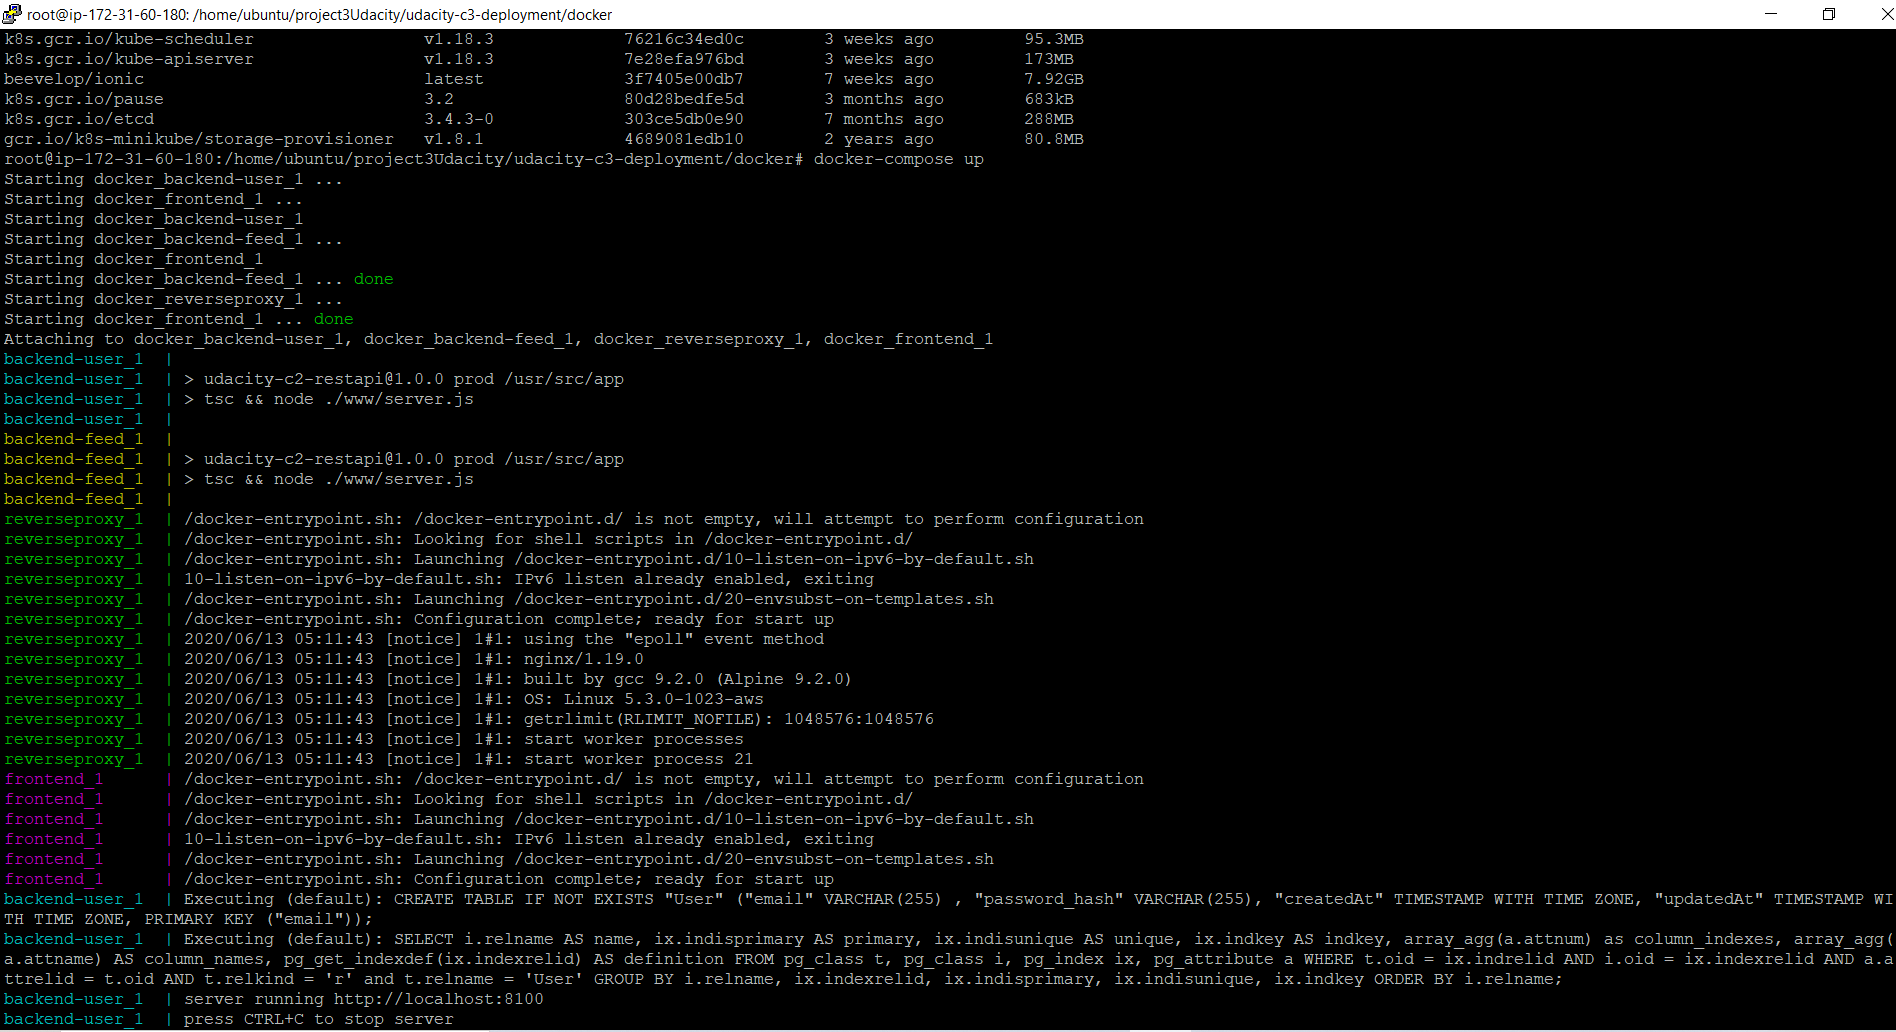 root@ip-172-31-60-180: /home/ubuntu/project3Udacity/udacity-c3-deployment/docker
k8s.gcr.io/kube-scheduler v1.18.3 76216c34ed0c 3 weeks ago 95.3MB
k8s.gcr.io/kube-apiserver v1.18.3 7e28efa976bd 3 weeks ago 173MB
beevelop/ionic latest 3f7405e00db7 7 weeks ago 7.92GB
k8s.gcr.io/pause 3.2 80d28bedfe5d 3 months ago 683kB
k8s.gcr.io/etcd 3.4.3-0 303ce5db0e90 7 months ago 288MB
gcr.io/k8s-minikube/storage-provisioner v1.8.1 4689081edb10 2 years ago 80.8MB
root@ip-172-31-60-180:/home/ubuntu/project3Udacity/udacity-c3-deployment/docker# docker-compose up
Starting docker_backend-user_1 ...
Starting docker_frontend_1 ...
Starting docker_backend-user_1
Starting docker_backend-feed_1 ...
Starting docker_frontend_1
Starting docker_backend-feed_1 ... done
Starting docker_reverseproxy_1 ...
Starting docker_frontend_1 ... done
Attaching to docker_backend-user_1, docker_backend-feed_1, docker_reverseproxy_1, docker_frontend_1
backend-user_1 |
backend-user_1 | > udacity-c2-restapi@1.0.0 prod /usr/src/app
backend-user_1 | > tsc && node ./www/server.js
backend-user_1 |
backend-feed_1 |
backend-feed_1 | > udacity-c2-restapi@1.0.0 prod /usr/src/app
backend-feed_1 | > tsc && node ./www/server.js
backend-feed_1 |
reverseproxy_1 | /docker-entrypoint.sh: /docker-entrypoint.d/ is not empty, will attempt to perform configuration
reverseproxy_1 | /docker-entrypoint.sh: Looking for shell scripts in /docker-entrypoint.d/
reverseproxy_1 | /docker-entrypoint.sh: Launching /docker-entrypoint.d/10-listen-on-ipv6-by-default.sh
reverseproxy_1 | 10-listen-on-ipv6-by-default.sh: IPv6 listen already enabled, exiting
reverseproxy_1 | /docker-entrypoint.sh: Launching /docker-entrypoint.d/20-envsubst-on-templates.sh
reverseproxy_1 | /docker-entrypoint.sh: Configuration complete; ready for start up
reverseproxy_1 | 2020/06/13 05:11:43 [notice] 1#1: using the "epoll" event method
reverseproxy_1 | 2020/06/13 05:11:43 [notice] 1#1: nginx/1.19.0
reverseproxy_1 | 2020/06/13 05:11:43 [notice] 1#1: built by gcc 9.2.0 (Alpine 9.2.0)
reverseproxy_1 | 2020/06/13 05:11:43 [notice] 1#1: OS: Linux 5.3.0-1023-aws
reverseproxy_1 | 2020/06/13 05:11:43 [notice] 1#1: getrlimit(RLIMIT_NOFILE): 1048576:1048576
reverseproxy_1 | 2020/06/13 05:11:43 [notice] 1#1: start worker processes
reverseproxy_1 | 2020/06/13 05:11:43 [notice] 1#1: start worker process 21
frontend_1 | /docker-entrypoint.sh: /docker-entrypoint.d/ is not empty, will attempt to perform configuration
frontend_1 | /docker-entrypoint.sh: Looking for shell scripts in /docker-entrypoint.d/
frontend_1 | /docker-entrypoint.sh: Launching /docker-entrypoint.d/10-listen-on-ipv6-by-default.sh
frontend_1 | 10-listen-on-ipv6-by-default.sh: IPv6 listen already enabled, exiting
frontend_1 | /docker-entrypoint.sh: Launching /docker-entrypoint.d/20-envsubst-on-templates.sh
frontend_1 | /docker-entrypoint.sh: Configuration complete; ready for start up
backend-user_1 | Executing (default): CREATE TABLE IF NOT EXISTS "User" ("email" VARCHAR(255) , "password_hash" VARCHAR(255), "createdAt" TIMESTAMP WITH TIME ZONE, "updatedAt" TIMESTAMP WI
TH TIME ZONE, PRIMARY KEY ("email"));
backend-user_1 | Executing (default): SELECT i.relname AS name, ix.indisprimary AS primary, ix.indisunique AS unique, ix.indkey AS indkey, array_agg(a.attnum) as column_indexes, array_agg(
a.attname) AS column_names, pg_get_indexdef(ix.indexrelid) AS definition FROM pg_class t, pg_class i, pg_index ix, pg_attribute a WHERE t.oid = ix.indrelid AND i.oid = ix.indexrelid AND a.a
ttrelid = t.oid AND t.relkind = 'r' and t.relname = 'User' GROUP BY i.relname, ix.indexrelid, ix.indisprimary, ix.indisunique, ix.indkey ORDER BY i.relname;
backend-user_1 | server running http://localhost:8100
backend-user_1 | press CTRL+C to stop server